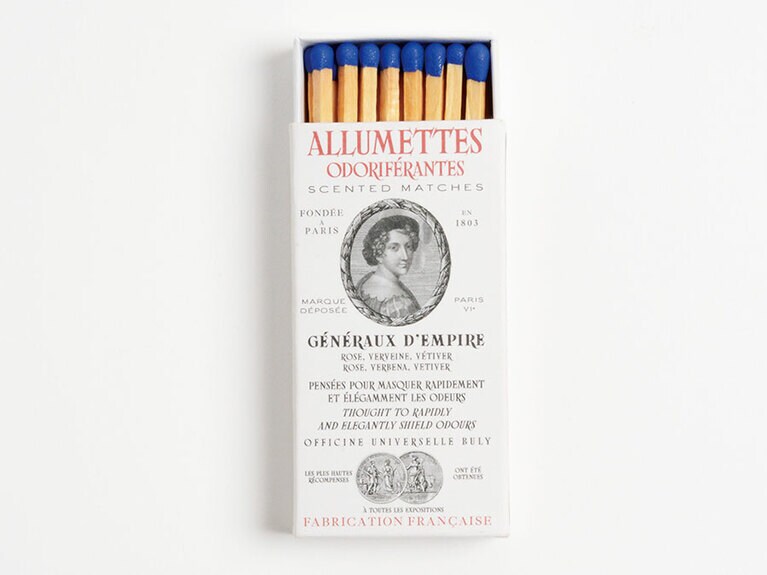 ALLUMETTES
ODORIFÉRANTES
SCENTED MATCHES
FONDÉE
À
PARIS
EN
1803
MARQUE
DÉPOSÉE
PARIS
VIe
GÉNÉRAUX D'EMPIRE
ROSE, VERVEINE, VÉTIVER
ROSE, VERBENA, VETIVER
PENSÉES POUR MASQUER RAPIDEMENT
ET ÉLÉGAMMENT LES ODEURS
THOUGHT TO RAPIDLY
AND ELEGANTLY SHIELD ODOURS
OFFICINE UNIVERSELLE BULY
LES PLUS HAUTES
RÉCOMPENSES
ONT ÉTÉ
OBTENUES
À TOUTES LES EXPOSITIONS
FABRICATION FRANÇAISE